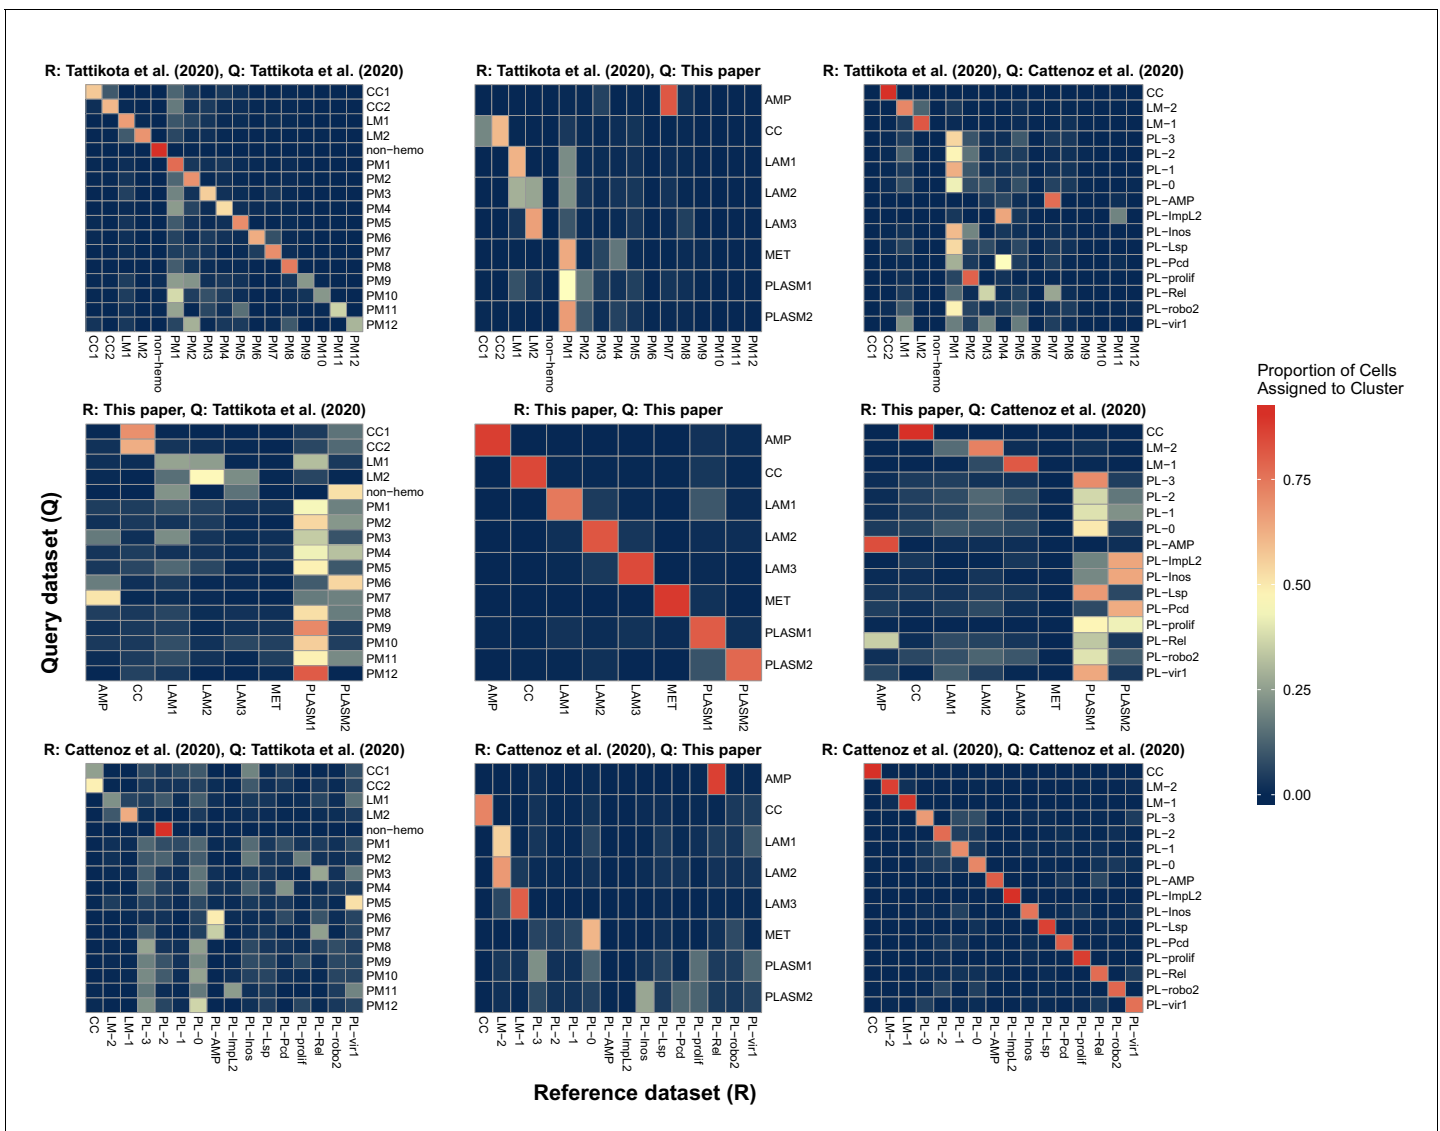 R: Tattikota et al. (2020), Q: Tattikota et al. (2020)
CC1
CC2
LM1
LM2
non−hemo
PM1
PM2
PM3
PM4
PM5
PM6
PM7
PM8
PM9
PM10
PM11
PM12
CC1
CC2
LM1
LM2
non−hemo
PM1
PM2
PM3
PM4
PM5
PM6
PM7
PM8
PM9
PM10
PM11
PM12
R: Tattikota et al. (2020), Q: This paper
AMP
CC
LAM1
LAM2
LAM3
MET
PLASM1
PLASM2
CC1
CC2
LM1
LM2
non−hemo
PM1
PM2
PM3
PM4
PM5
PM6
PM7
PM8
PM9
PM10
PM11
PM12
R: Tattikota et al. (2020), Q: Cattenoz et al. (2020)
CC
LM−2
LM−1
PL−3
PL−2
PL−1
PL−0
PL−AMP
PL−ImpL2
PL−Inos
PL−Lsp
PL−Pcd
PL−prolif
PL−Rel
PL−robo2
PL−vir1
CC1
CC2
LM1
LM2
non−hemo
PM1
PM2
PM3
PM4
PM5
PM6
PM7
PM8
PM9
PM10
PM11
PM12
R: This paper, Q: Tattikota et al. (2020)
CC1
CC2
LM1
LM2
non−hemo
PM1
PM2
PM3
PM4
PM5
PM6
PM7
PM8
PM9
PM10
PM11
PM12
AMP
CC
LAM1
LAM2
LAM3
MET
PLASM1
PLASM2
R: This paper, Q: This paper
AMP
CC
LAM1
LAM2
LAM3
MET
PLASM1
PLASM2
AMP
CC
LAM1
LAM2
LAM3
MET
PLASM1
PLASM2
R: This paper, Q: Cattenoz et al. (2020)
CC
LM−2
LM−1
PL−3
PL−2
PL−1
PL−0
PL−AMP
PL−ImpL2
PL−Inos
PL−Lsp
PL−Pcd
PL−prolif
PL−Rel
PL−robo2
PL−vir1
AMP
CC
LAM1
LAM2
LAM3
MET
PLASM1
PLASM2
R: Cattenoz et al. (2020), Q: Tattikota et al. (2020)
CC1
CC2
LM1
LM2
non−hemo
PM1
PM2
PM3
PM4
PM5
PM6
PM7
PM8
PM9
PM10
PM11
PM12
CC
LM−2
LM−1
PL−3
PL−2
PL−1
PL−0
PL−AMP
PL−ImpL2
PL−Inos
PL−Lsp
PL−Pcd
PL−prolif
PL−Rel
PL−robo2
PL−vir1
R: Cattenoz et al. (2020), Q: This paper
AMP
CC
LAM1
LAM2
LAM3
MET
PLASM1
PLASM2
CC
LM−2
LM−1
PL−3
PL−2
PL−1
PL−0
PL−AMP
PL−ImpL2
PL−Inos
PL−Lsp
PL−Pcd
PL−prolif
PL−Rel
PL−robo2
PL−vir1
R: Cattenoz et al. (2020), Q: Cattenoz et al. (2020)
CC
LM−2
LM−1
PL−3
PL−2
PL−1
PL−0
PL−AMP
PL−ImpL2
PL−Inos
PL−Lsp
PL−Pcd
PL−prolif
PL−Rel
PL−robo2
PL−vir1
CC
LM−2
LM−1
PL−3
PL−2
PL−1
PL−0
PL−AMP
PL−ImpL2
PL−Inos
PL−Lsp
PL−Pcd
PL−prolif
PL−Rel
PL−robo2
PL−vir1
Query dataset (Q)
Reference dataset (R)
Proportion of Cells
Assigned to Cluster
0.75
0.50
0.25
0.00